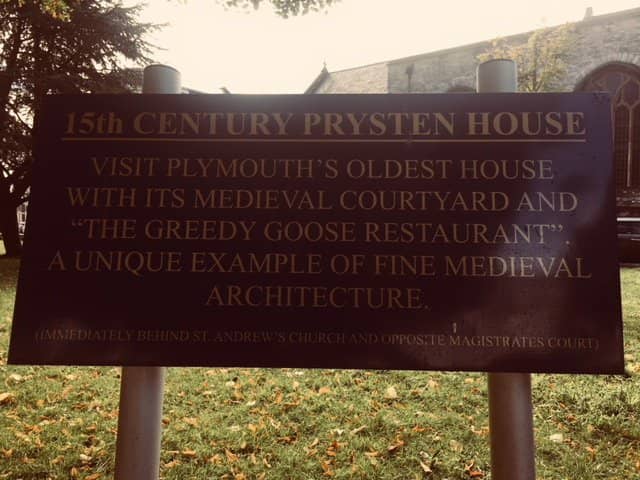 15th CENTURY PRYSTEN HOUSE
VISIT PLYMOUTH'S OLDEST HOUSE
WITH ITS MEDIEVAL COURTYARD AND
“THE GREEDY GOOSE RESTAURANT”.
A UNIQUE EXAMPLE OF FINE MEDIEVAL
ARCHITECTURE.
(IMMEDIATELY BEHIND ST. ANDREW'S CHURCH AND OPPOSITE MAGISTRATES COURT)